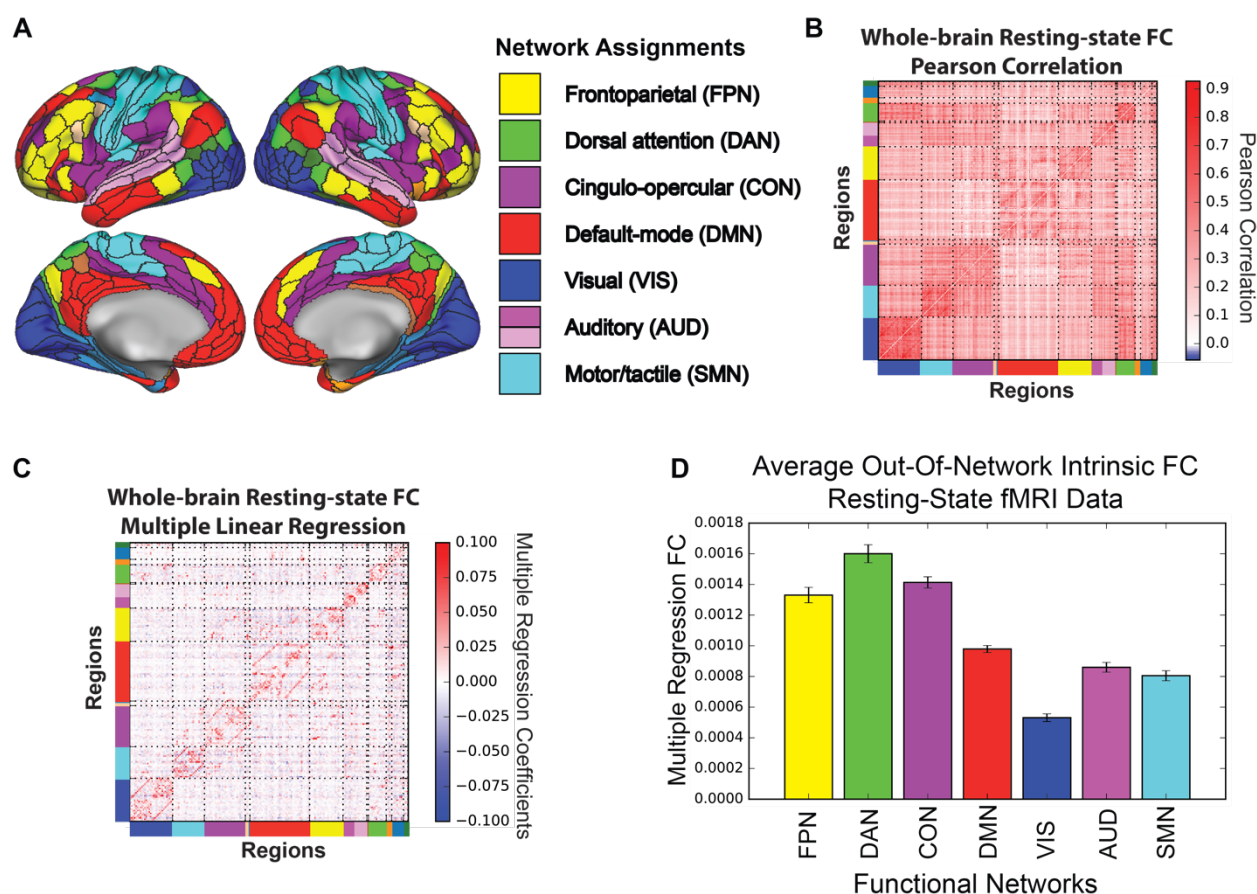 A
Network Assignments
Frontoparietal (FPN)
Dorsal attention (DAN)
Cingulo-opercular (CON)
Default-mode (DMN)
Visual (VIS)
Auditory (AUD)
Motor/tactile (SMN)
B
Whole-brain Resting-state FC
Pearson Correlation
Regions
Regions
0.9
0.8
0.7
0.6
0.5
0.4
0.3
0.2
0.1
0.0
Pearson Correlation
C
Whole-brain Resting-state FC
Multiple Linear Regression
Regions
Regions
0.100
0.075
0.050
0.025
0.000
−0.025
−0.050
−0.075
−0.100
Multiple Regression Coefficients
D
Average Out-Of-Network Intrinsic FC
Resting-State fMRI Data
Multiple Regression FC
0.0018
0.0016
0.0014
0.0012
0.0010
0.0008
0.0006
0.0004
0.0002
0.0000
FPN
DAN
CON
DMN
VIS
AUD
SMN
Functional Networks